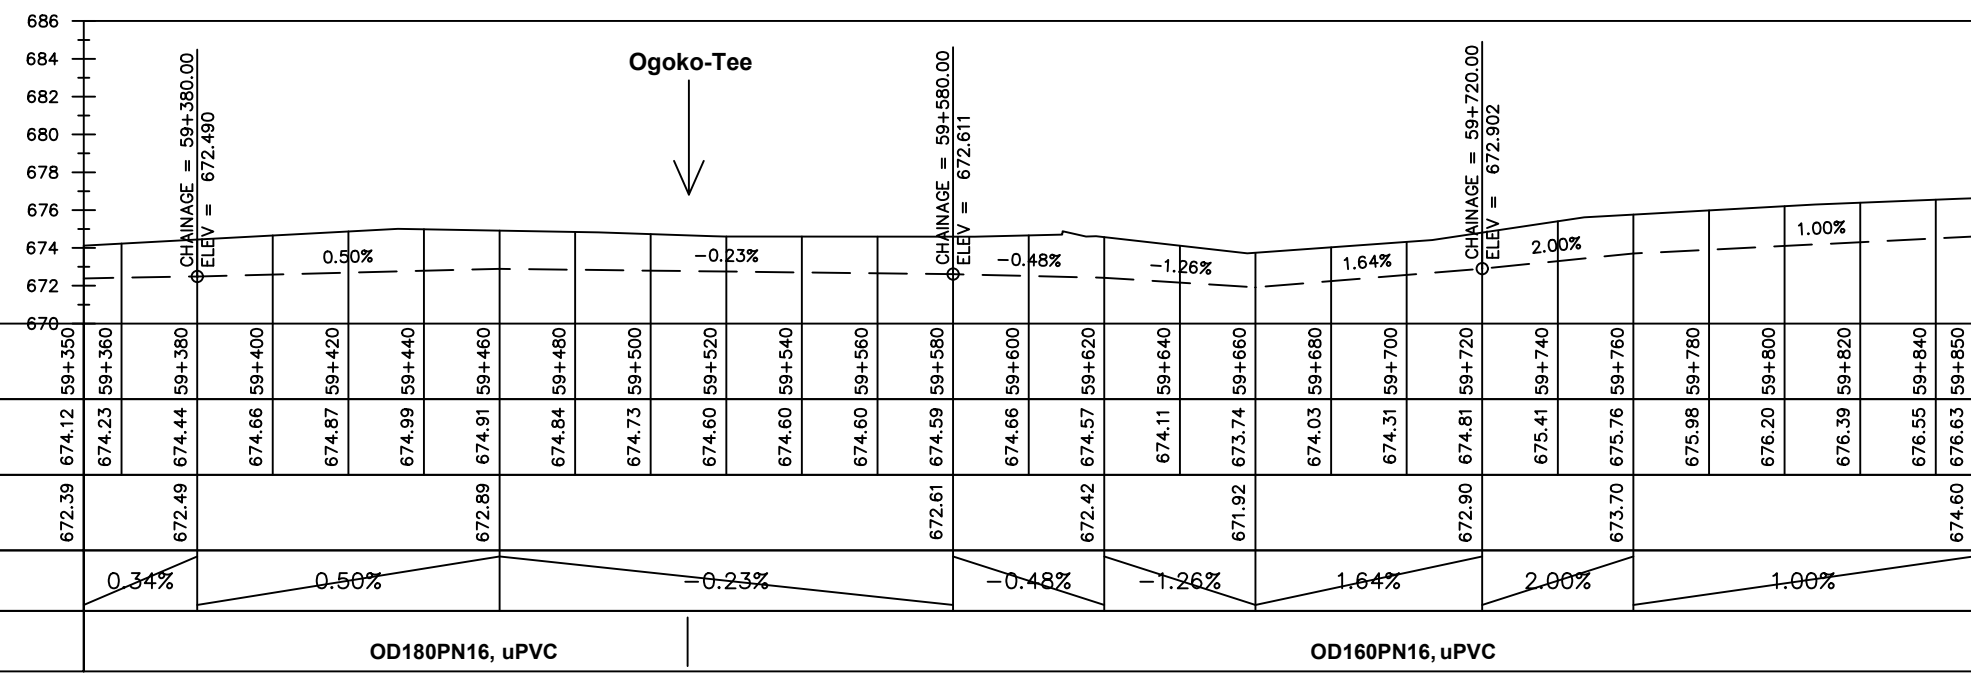 686
684
682
680
678
676
674
672
670
CHAINAGE = 59+380.00
ELEV = 672.490
Ogoko-Tee
CHAINAGE = 59+580.00
ELEV = 672.611
CHAINAGE = 59+720.00
ELEV = 672.902
0.50% -0.23% -0.48% -1.26% 1.64% 2.00% 1.00%
59+350 59+360 59+380 59+400 59+420 59+440 59+460 59+480 59+500 59+520 59+540 59+560 59+580 59+600 59+620 59+640 59+660 59+680 59+700 59+720 59+740 59+760 59+780 59+800 59+820 59+840 59+850
674.12 674.23 674.44 674.66 674.87 674.99 674.91 674.84 674.73 674.60 674.60 674.60 674.59 674.66 674.57 674.11 673.74 674.03 674.31 674.81 675.41 675.76 675.98 676.20 676.39 676.55 676.63
672.39 672.49 672.89 672.61 672.42 671.92 672.90 673.70 674.60
0.34% 0.50% -0.23% -0.48% -1.26% 1.64% 2.00% 1.00%
OD180PN16, uPVC OD160PN16, uPVC